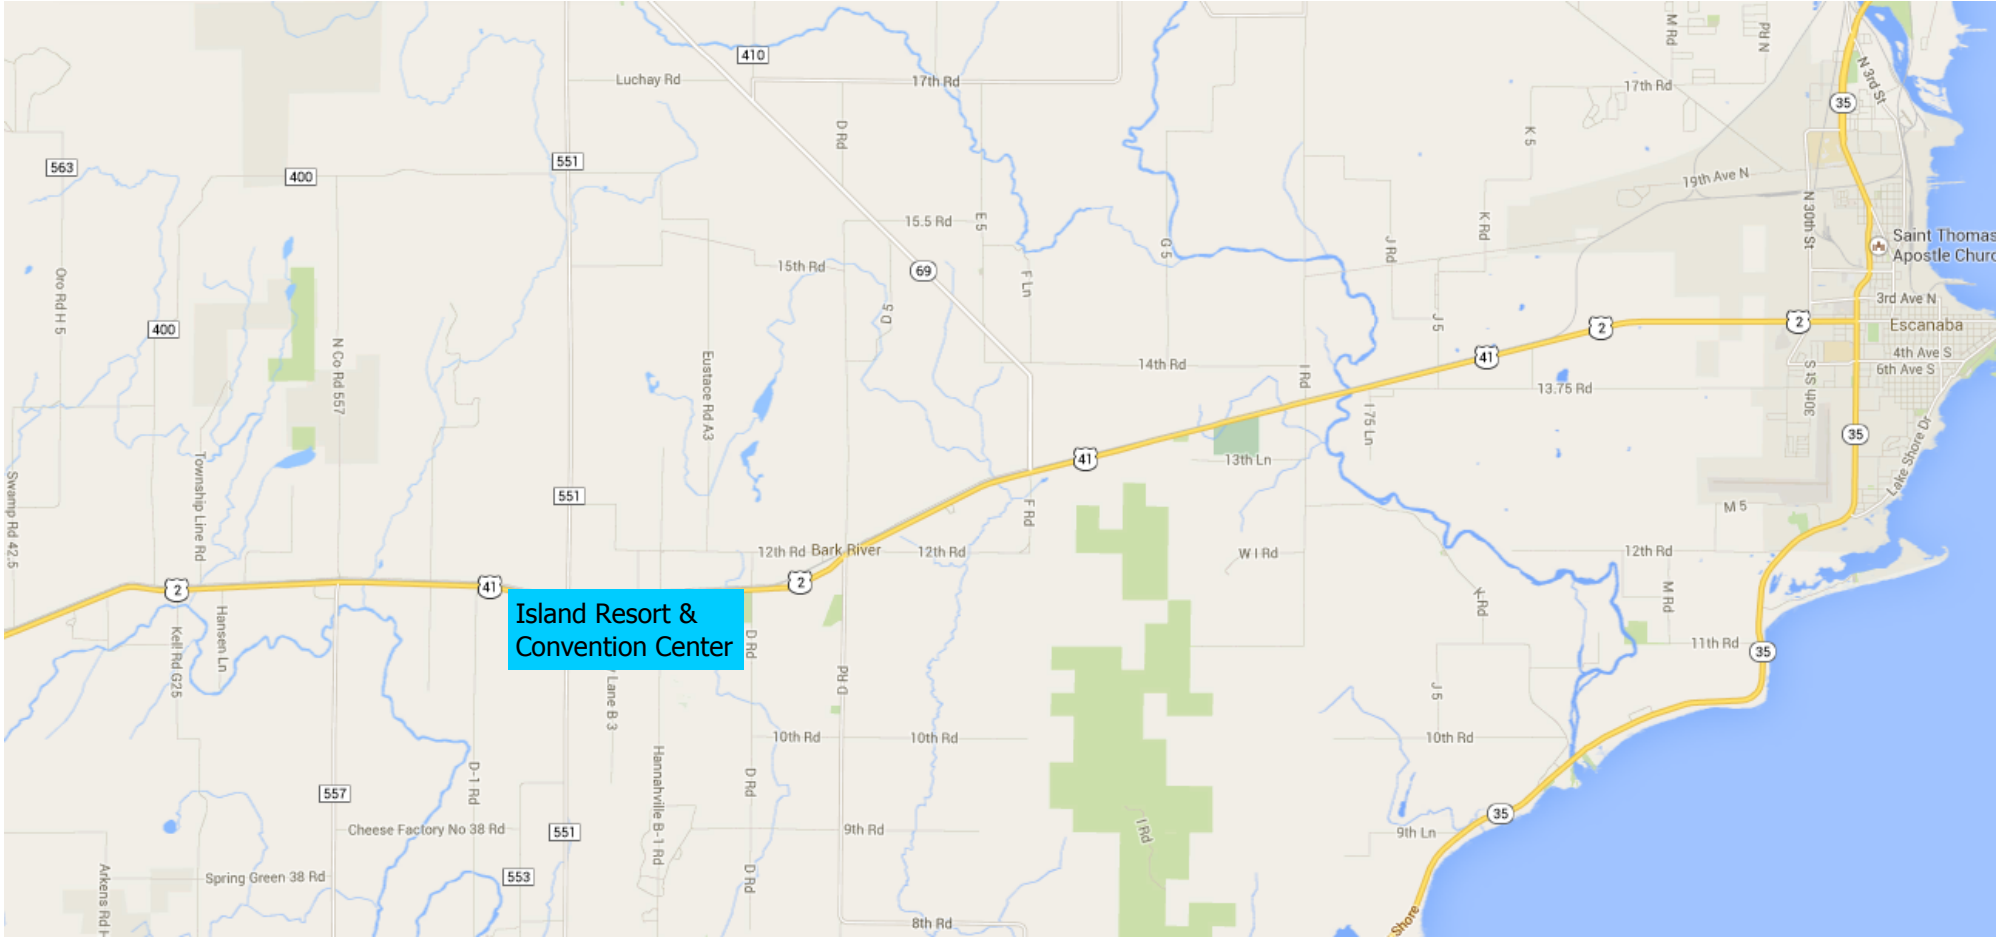 410
M Rd
N Rd
Luchay Rd
17th Rd
17th Rd
N 3rd St
35
D Rd
K 5
563
400
551
19th Ave N
N 30th St
15.5 Rd
E 5
K Rd
G 5
J Rd
Saint Thomas
Apostle Churc
Oro Rd H 5
15th Rd
69
F Ln
D 5
3rd Ave N
400
J 5
2
2
Escanaba
N Co Rd 557
Eustace Rd A3
14th Rd
I Rd
41
4th Ave S
6th Ave S
13.75 Rd
S 30th St
I 75 Ln
35
Township Line Rd
41
13th Ln
Lake Shore Dr
Swamp Rd 42.5
551
F Rd
M 5
12th Rd
Bark River
12th Rd
W I Rd
12th Rd
2
41
2
M Rd
K Rd
Island Resort &
Convention Center
Hansen Ln
Kell Rd G25
D Rd
11th Rd
35
D Rd
Lane B 3
J 5
10th Rd
10th Rd
10th Rd
D-1 Rd
D Rd
Hannahville B-1 Rd
557
35
Cheese Factory No 38 Rd
551
9th Rd
I Rd
9th Ln
Arkens Rd H
Spring Green 38 Rd
553
D Rd
8th Rd
Shore